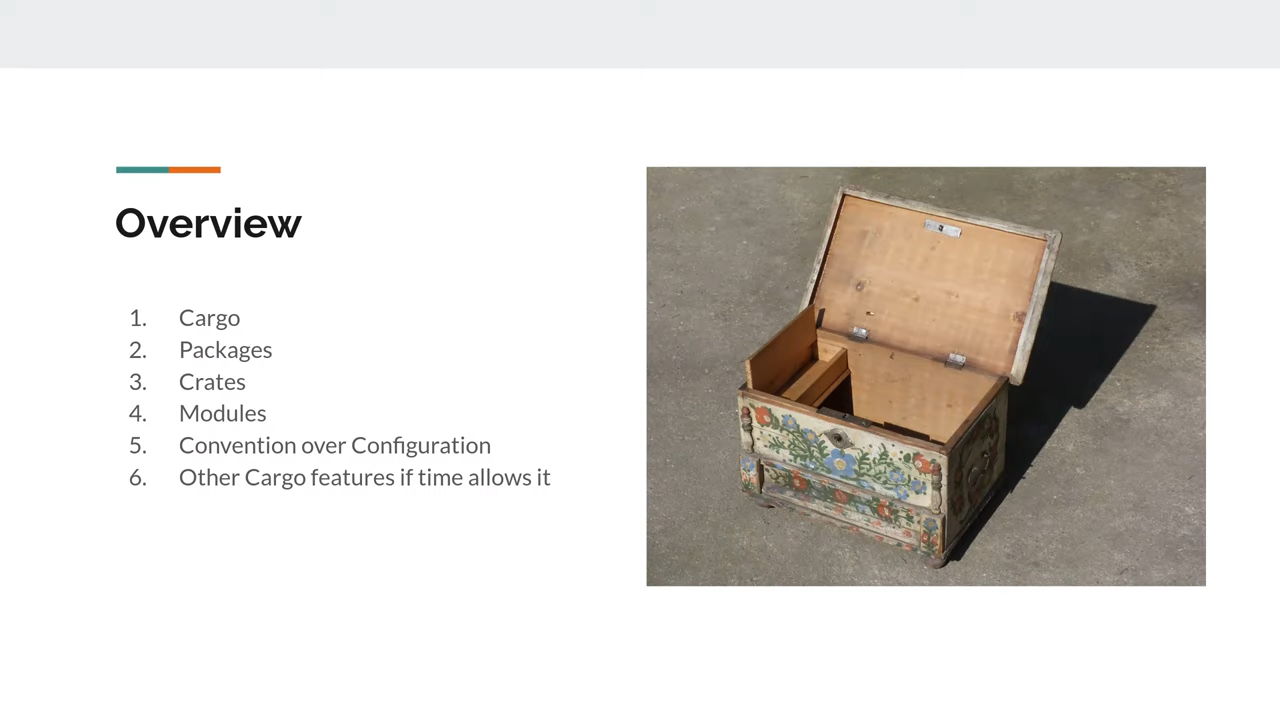 Overview
1. Cargo
2. Packages
3. Crates
4. Modules
5. Convention over Configuration
6. Other Cargo features if time allows it